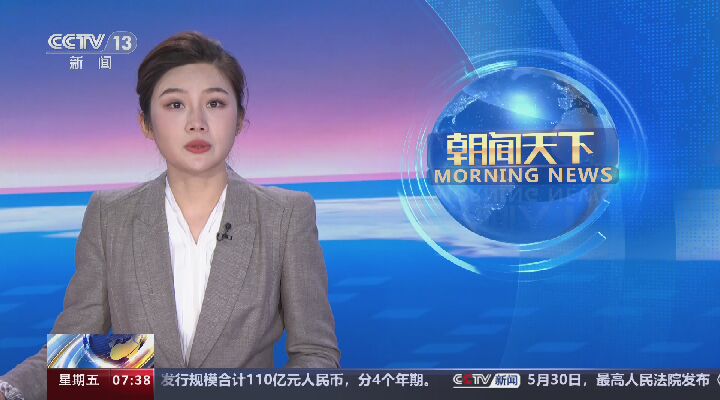 CCTV 13
新闻
朝闻天下
MORNING NEWS
星期五 07:38 发行规模合计110亿元人民币，分4个年期。 CCTV新闻 5月30日，最高人民法院发布